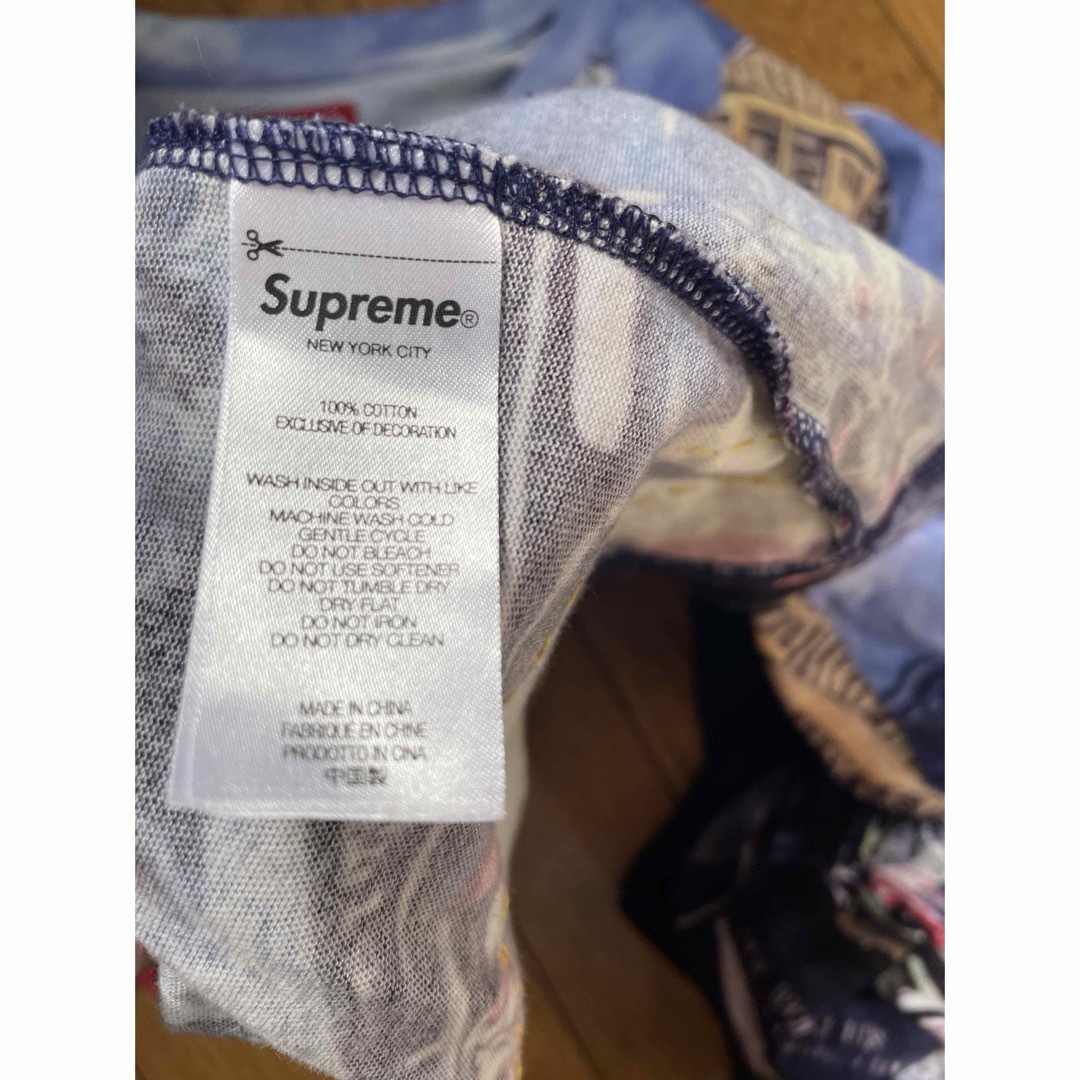 Supreme®
NEW YORK CITY
100% COTTON
EXCLUSIVE OF DECORATION
WASH INSIDE OUT WITH LIKE
COLORS
MACHINE WASH COLD
GENTLE CYCLE
DO NOT BLEACH
DO NOT USE SOFTENER
DO NOT TUMBLE DRY
DRY FLAT
DO NOT IRON
DO NOT DRY CLEAN
MADE IN CHINA
FABRIQUE EN CHINE
PRODOTTO IN CINA
中国製